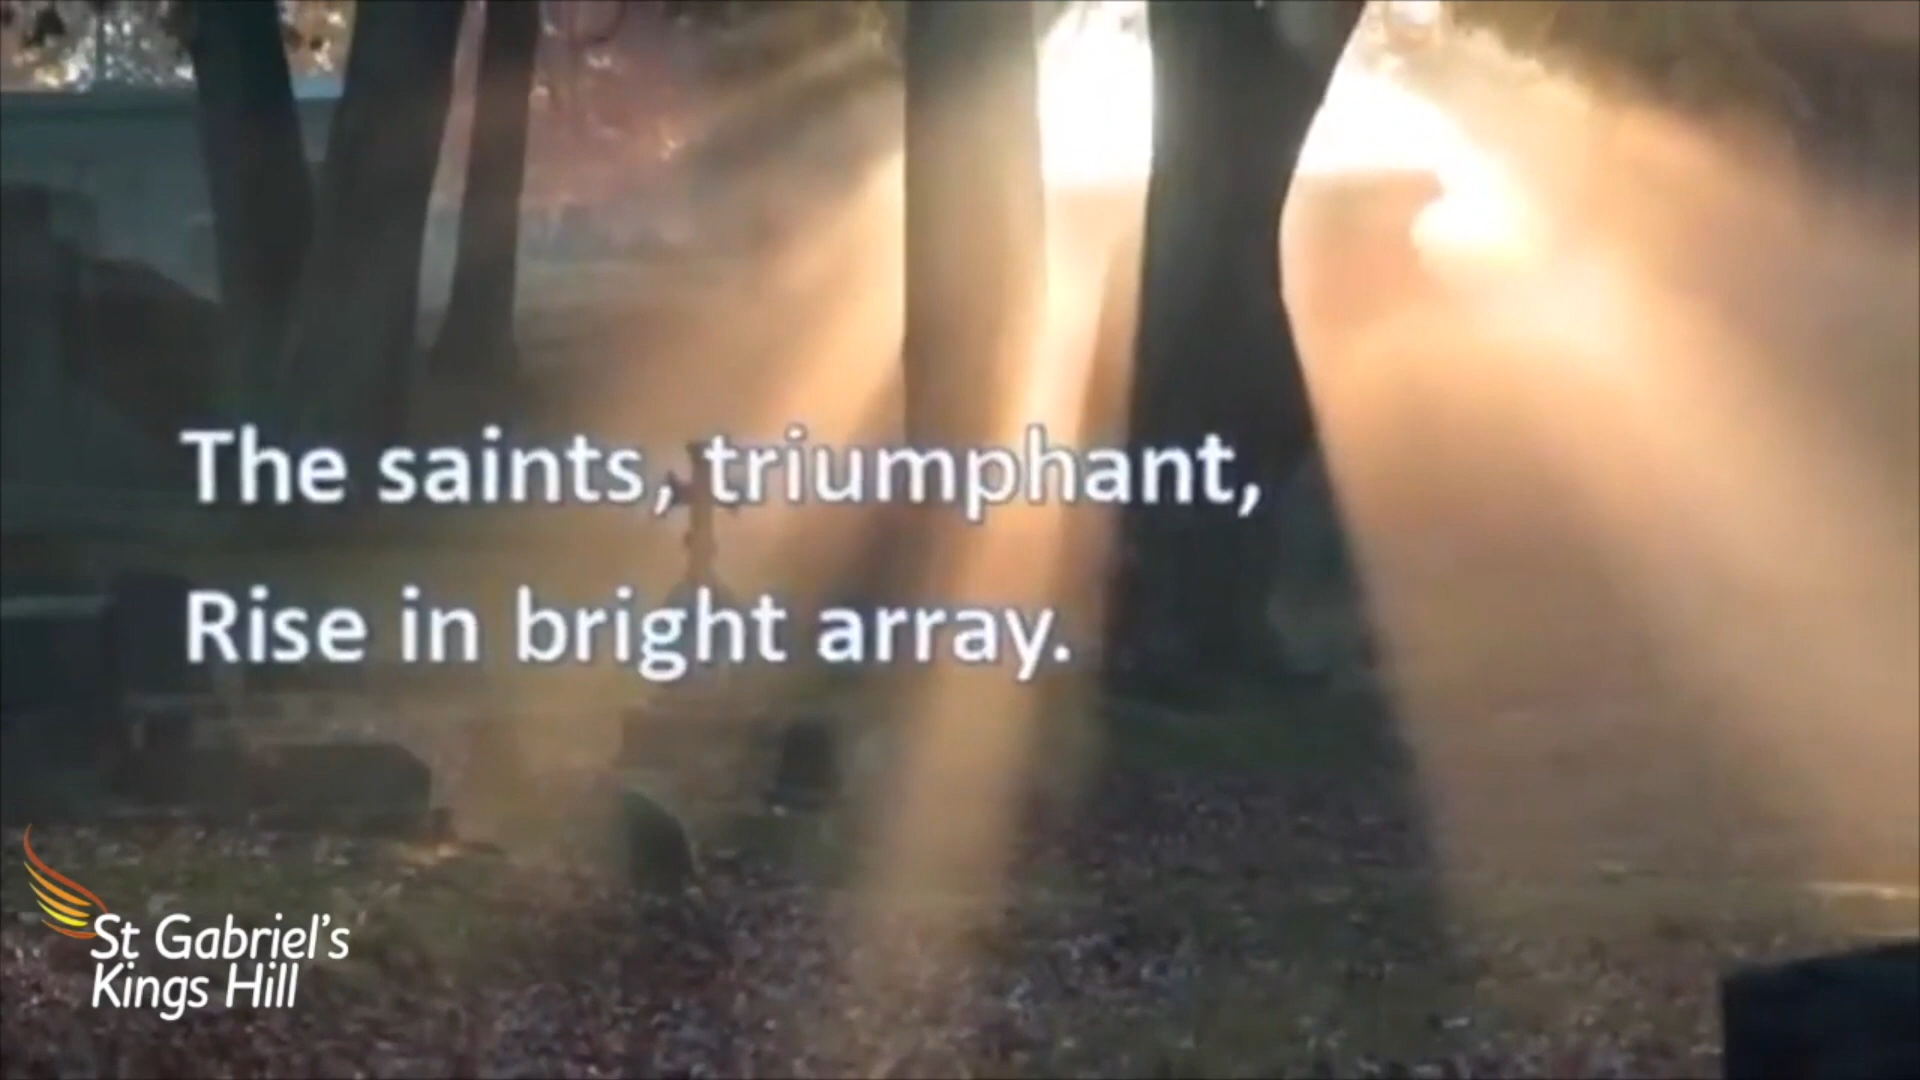 The saints, triumphant,
Rise in bright array.
St Gabriel's
Kings Hill